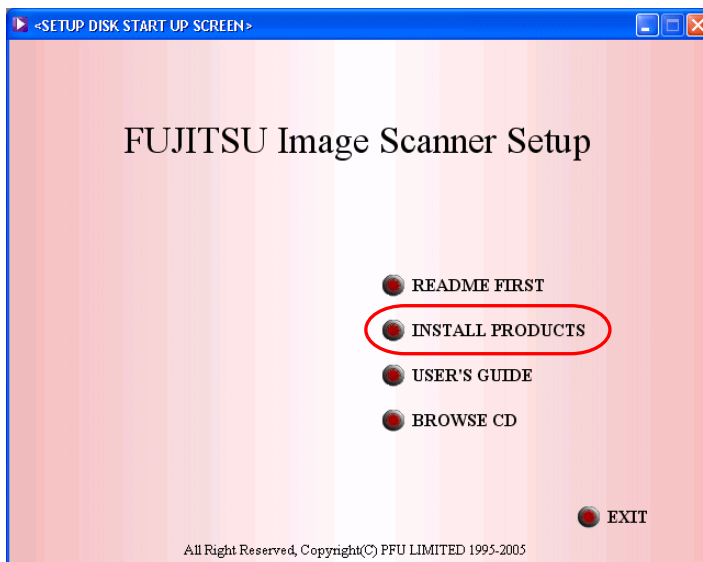 <SETUP DISK START UP SCREEN>
FUJITSU Image Scanner Setup
README FIRST
INSTALL PRODUCTS
USER'S GUIDE
BROWSE CD
EXIT
All Right Reserved, Copyright(C) PFU LIMITED 1995-2005